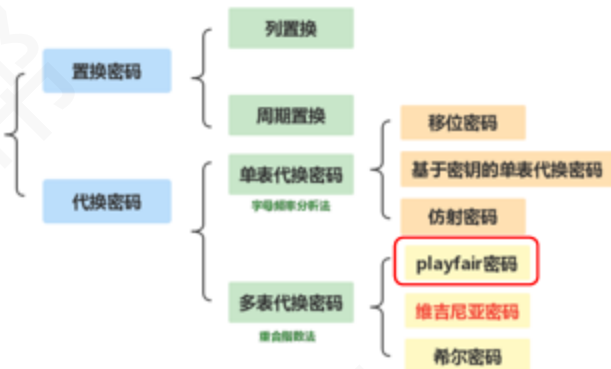 列置换
置换密码
周期置换
移位密码
单表代换密码
基于密钥的单表代换密码
字母频率分析法
代换密码
仿射密码
playfair密码
多表代换密码
维吉尼亚密码
重合指数法
希尔密码